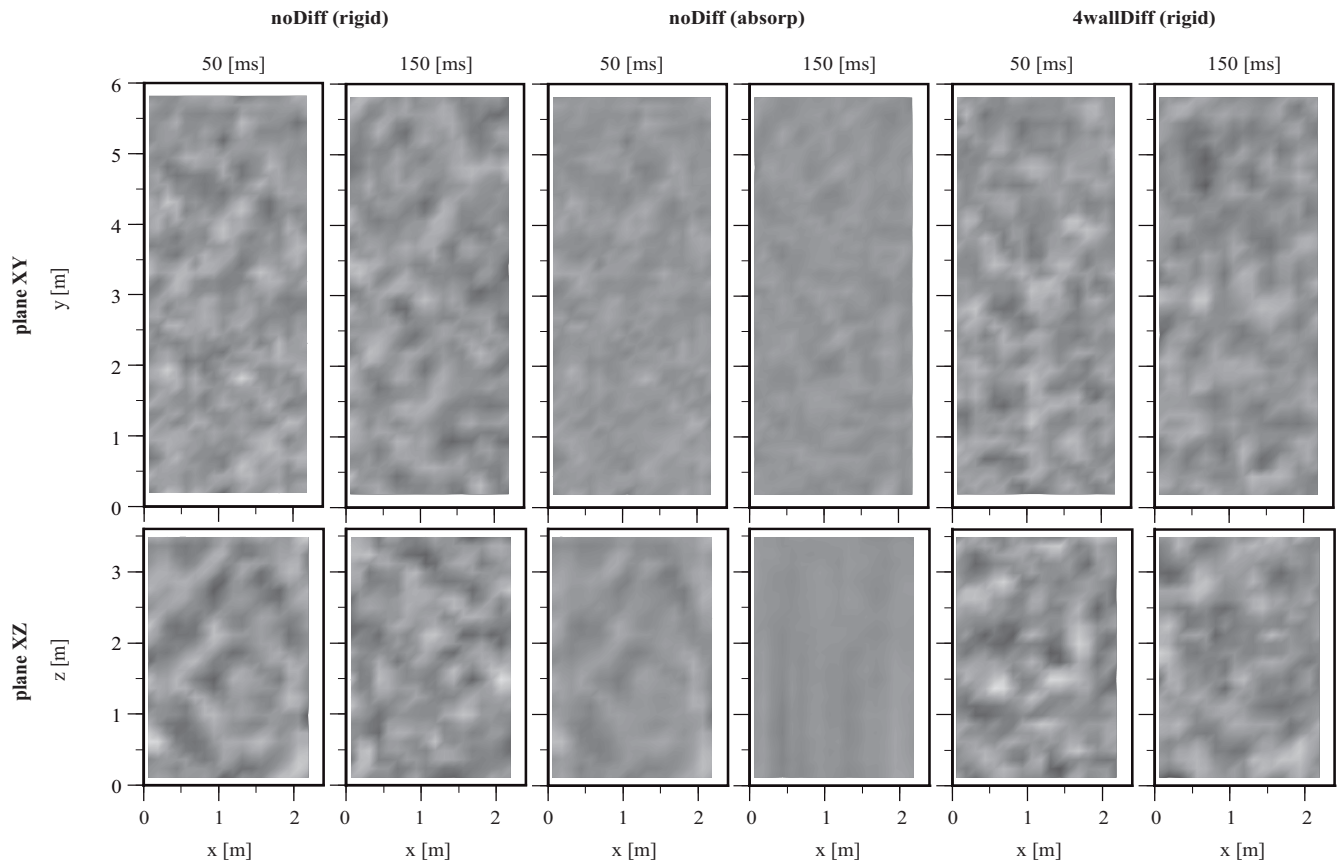 noDiff (rigid) noDiff (absorp) 4wallDiff (rigid)
50 [ms] 150 [ms] 50 [ms] 150 [ms] 50 [ms] 150 [ms]
6
5
4
plane XY
y [m]
3
2
1
0
3
plane XZ
z [m]
2
1
0
0 1 2 0 1 2 0 1 2 0 1 2 0 1 2 0 1 2
x [m] x [m] x [m] x [m] x [m] x [m]